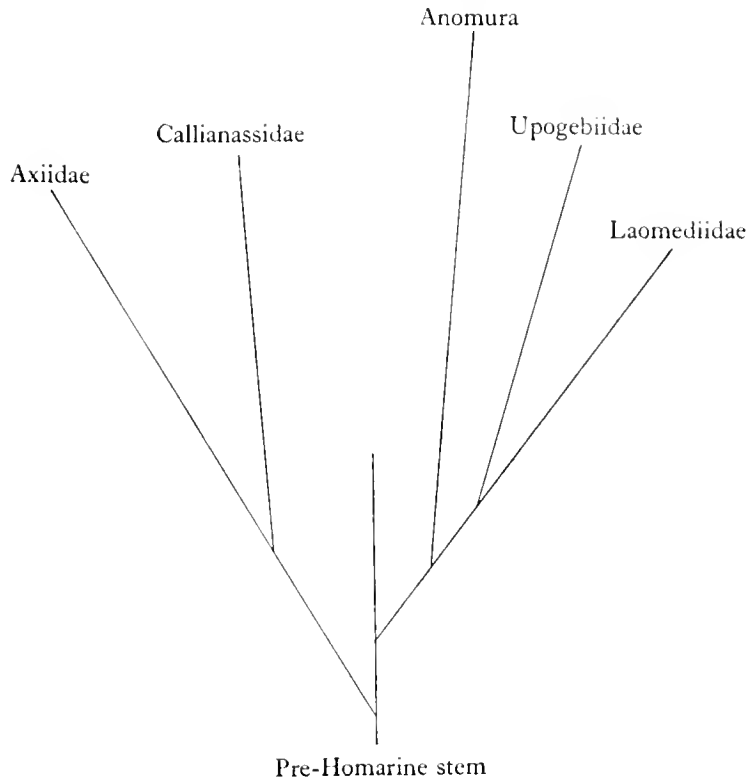 Anomura
Callianassidae
Upogebiidae
Axiidae
Laomediidae
Pre-Homarine stem